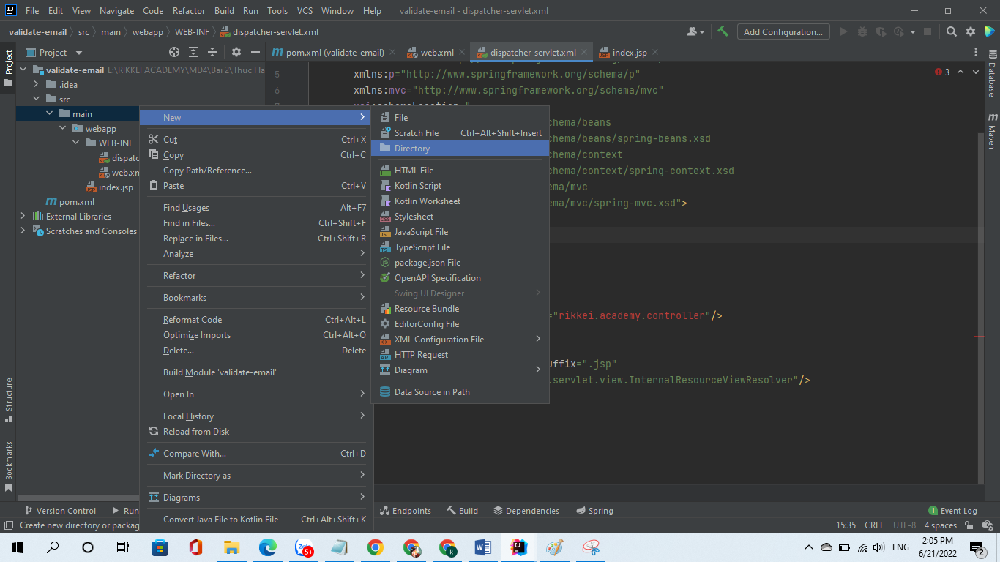 File Edit View Navigate Code Refactor Build Run Tools VCS Window Help validate-email - dispatcher-servlet.xml
validate-email src main webapp WEB-INF dispatcher-servlet.xml Add Configuration...
Project pom.xml (validate-email) web.xml dispatcher-servlet.xml index.jsp
Project
Structure
Bookmarks
validate-email E:\RIKKEI ACADEMY\MD4\Bai 2\Thuc Ha
.idea
src
main
webapp
WEB-INF
dispatc
web.xn
index.jsp
pom.xml
External Libraries
Scratches and Consoles
New
Cut Ctrl+X
Copy Ctrl+C
Copy Path/Reference...
Paste Ctrl+V
Find Usages Alt+F7
Find in Files... Ctrl+Shift+F
Replace in Files... Ctrl+Shift+R
Analyze
Refactor
Bookmarks
Reformat Code Ctrl+Alt+L
Optimize Imports Ctrl+Alt+O
Delete... Delete
Build Module 'validate-email'
Open In
Local History
Reload from Disk
Compare With... Ctrl+D
Mark Directory as
Diagrams
Convert Java File to Kotlin File Ctrl+Alt+Shift+K
File
Scratch File Ctrl+Alt+Shift+Insert
Directory
HTML File
Kotlin Script
Kotlin Worksheet
Stylesheet
JavaScript File
TypeScript File
package.json File
OpenAPI Specification
Swing UI Designer
Resource Bundle
EditorConfig File
XML Configuration File
HTTP Request
Diagram
Data Source in Path
5 xmlns:p="http://www.springframework.org/schema/p"
6 xmlns:mvc="http://www.springframework.org/schema/mvc"
7 xsi:schemaLocation="
chema/beans
chema/beans/spring-beans.xsd
chema/context
chema/context/spring-context.xsd
hema/mvc
hema/mvc/spring-mvc.xsd">
="rikkei.academy.controller"/>
uffix=".jsp"
.servlet.view.InternalResourceViewResolver"/>
3
Database
Maven
Version Control Run Endpoints Build Dependencies Spring 1 Event Log
Create new directory or packag 15:35 CRLF UTF-8 4 spaces
5+ ENG 2:05 PM
6/21/2022 2